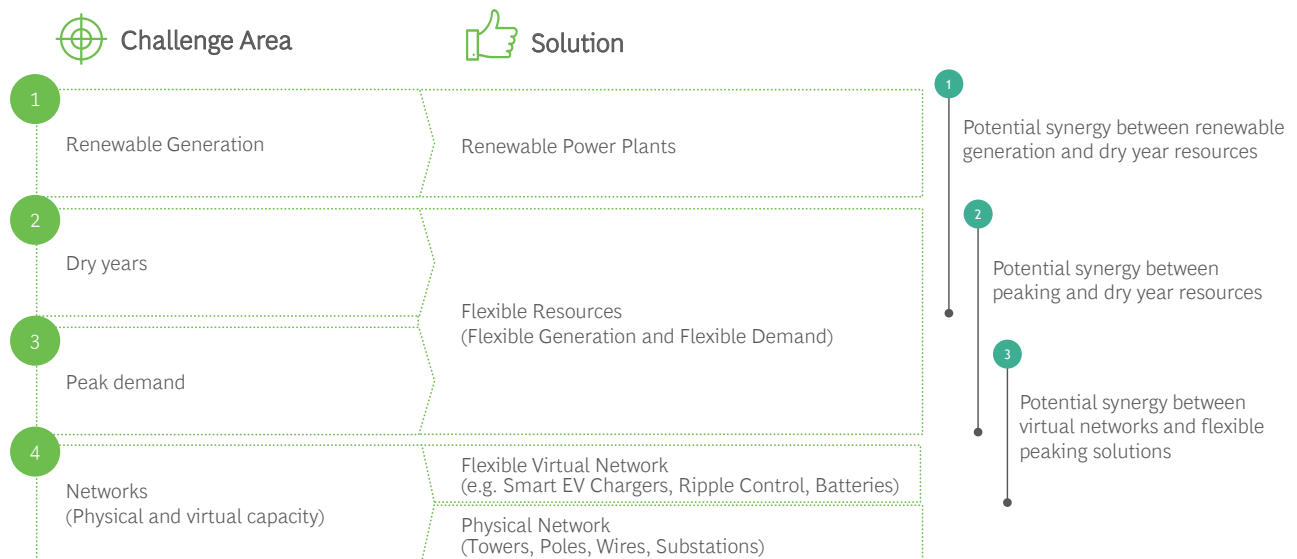 Challenge Area
Solution
1
Renewable Generation
Renewable Power Plants
2
Dry years
3
Peak demand
Flexible Resources
(Flexible Generation and Flexible Demand)
4
Networks
(Physical and virtual capacity)
Flexible Virtual Network
(e.g. Smart EV Chargers, Ripple Control, Batteries)
Physical Network
(Towers, Poles, Wires, Substations)
1
Potential synergy between renewable
generation and dry year resources
2
Potential synergy between
peaking and dry year resources
3
Potential synergy between
virtual networks and flexible
peaking solutions